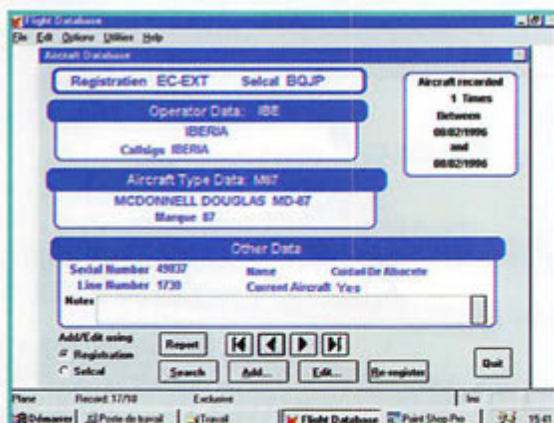 Flight Database
File Edit Options Utilities Help
Aircraft Database
Registration EC-EXT Selcal BQJP
Aircraft recorded
1 Times
Between
08/02/1996
and
08/02/1996
Operator Data: IBE
IBERIA
Callsign IBERIA
Aircraft Type Data: M87
MCDONNELL DOUGLAS MD-87
Marque 87
Other Data
Serial Number 49837 Name Cuidad De Albacete
Line Number 1730 Current Aircraft Yes
Notes
Add/Edit using
Registration
Selcal
Report
Search Add... Edit... Re-register
Quit
Plane Record: 17/18 Exclusive Ins
Démarrer Poste de travail Travail Flight Database Paint Shop Pro 15:41